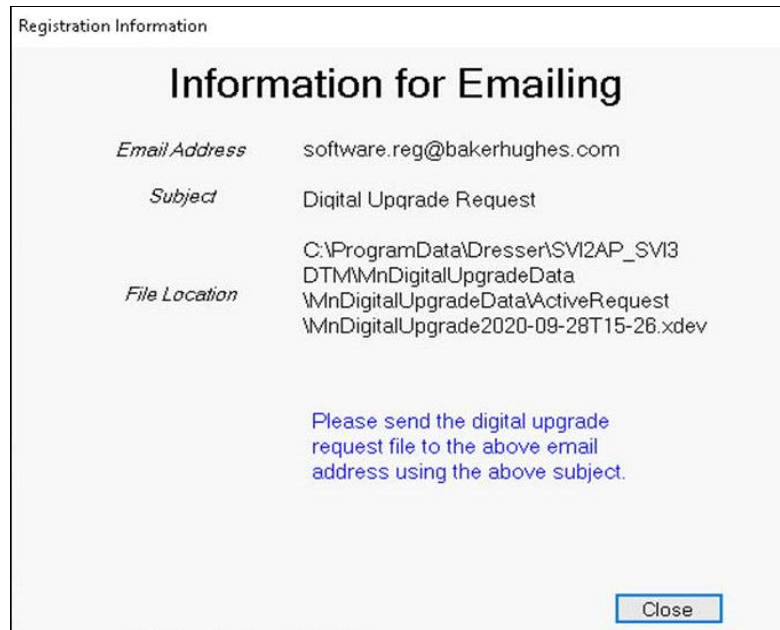 Registration Information
Information for Emailing
Email Address
software.reg@bakerhughes.com
Subject
Digital Upgrade Request
File Location
C:\ProgramData\Dresser\SVI2AP_SVI3
DTM\MnDigitalUpgradeData
\MnDigitalUpgradeData\ActiveRequest
\MnDigitalUpgrade2020-09-28T15-26.xdev
Please send the digital upgrade
request file to the above email
address using the above subject.
Close